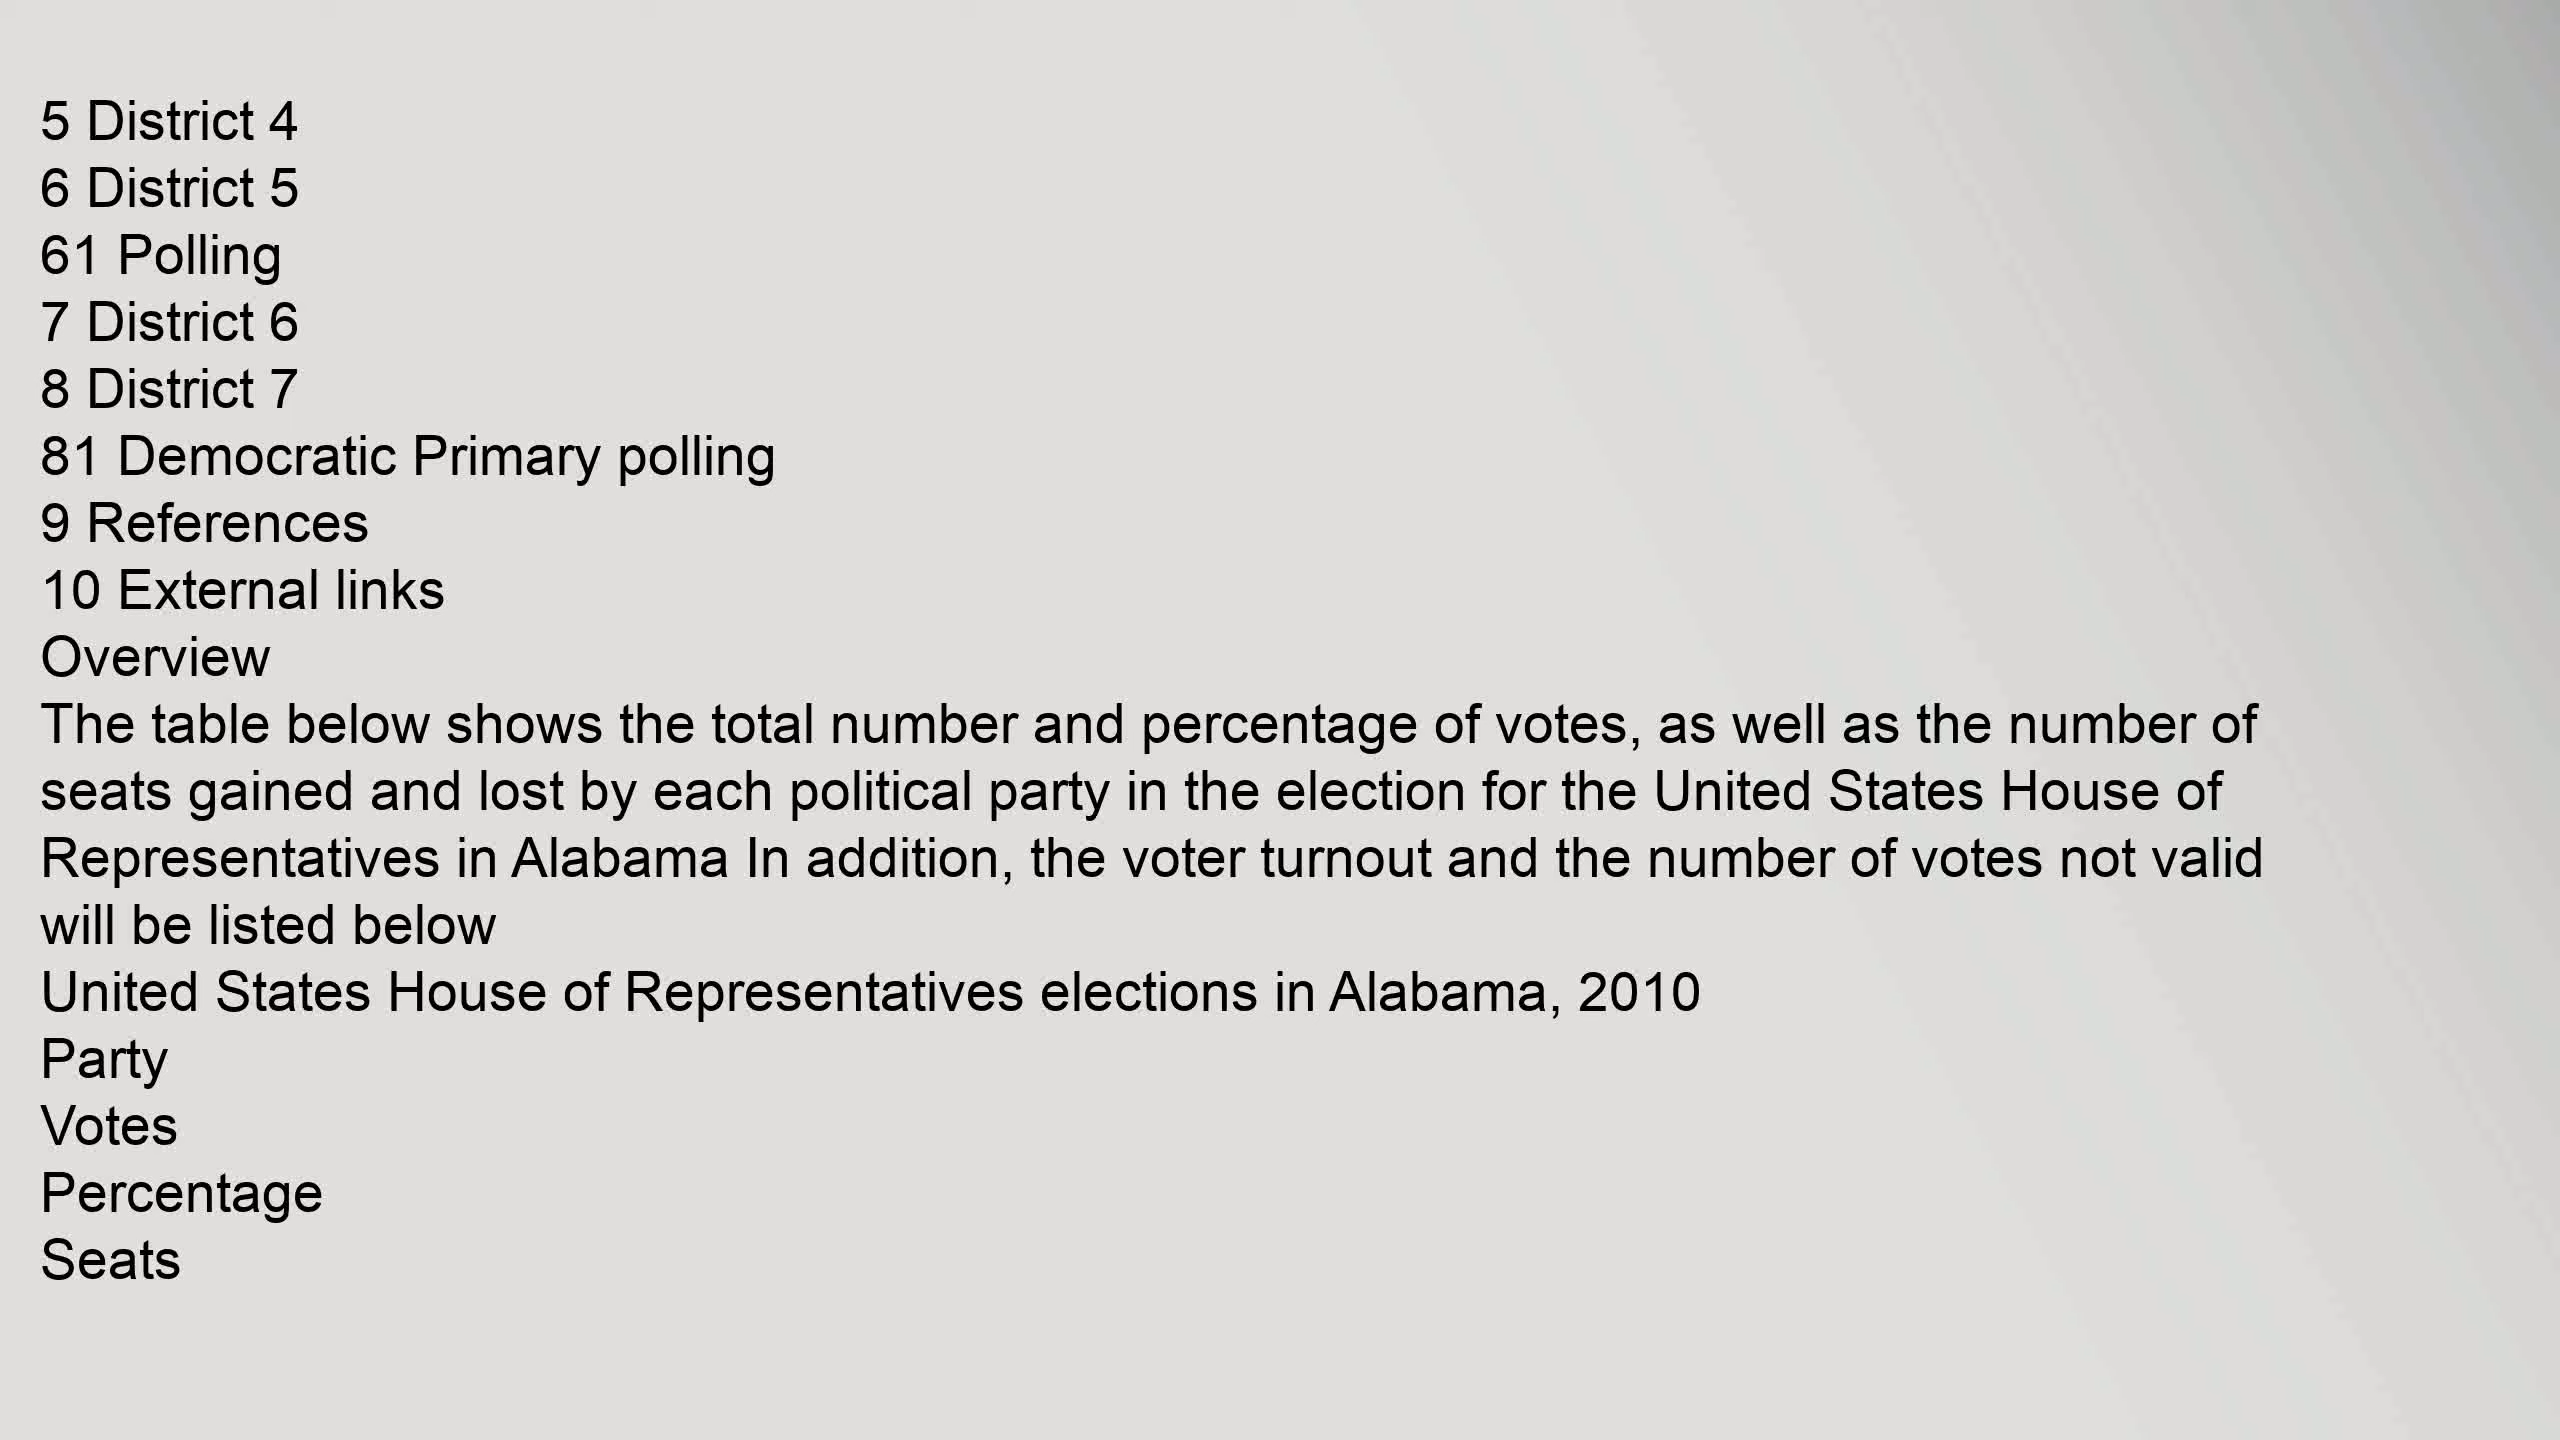 5 District 4
6 District 5
61 Polling
7 District 6
8 District 7
81 Democratic Primary polling
9 References
10 External links
Overview
The table below shows the total number and percentage of votes, as well as the number of
seats gained and lost by each political party in the election for the United States House of
Representatives in Alabama In addition, the voter turnout and the number of votes not valid
will be listed below
United States House of Representatives elections in Alabama, 2010
Party
Votes
Percentage
Seats